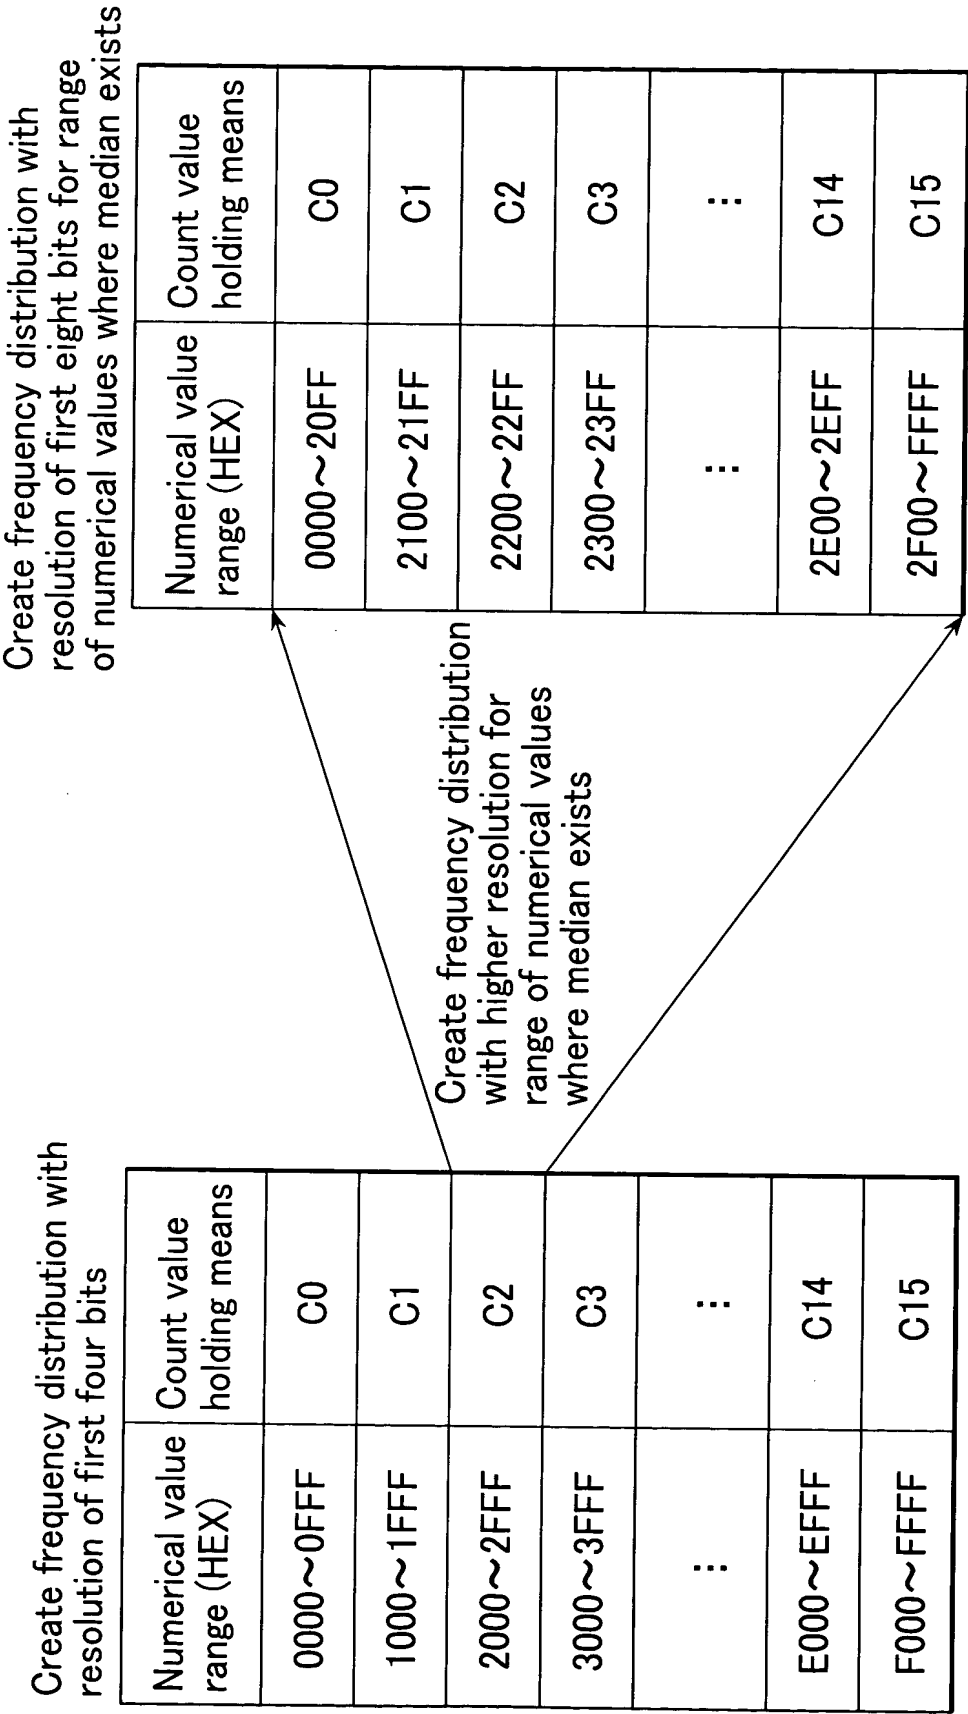 Create frequency distribution with
resolution of first four bits
Numerical value
range (HEX)
Count value
holding means
0000～0FFF
C0
1000～1FFF
C1
2000～2FFF
C2
3000～3FFF
C3
⋮
⋮
E000～EFFF
C14
F000～FFFF
C15
Create frequency distribution
with higher resolution for
range of numerical values
where median exists
Create frequency distribution with
resolution of first eight bits for range
of numerical values where median exists
Numerical value
range (HEX)
Count value
holding means
0000～20FF
C0
2100～21FF
C1
2200～22FF
C2
2300～23FF
C3
⋮
⋮
2E00～2EFF
C14
2F00～FFFF
C15